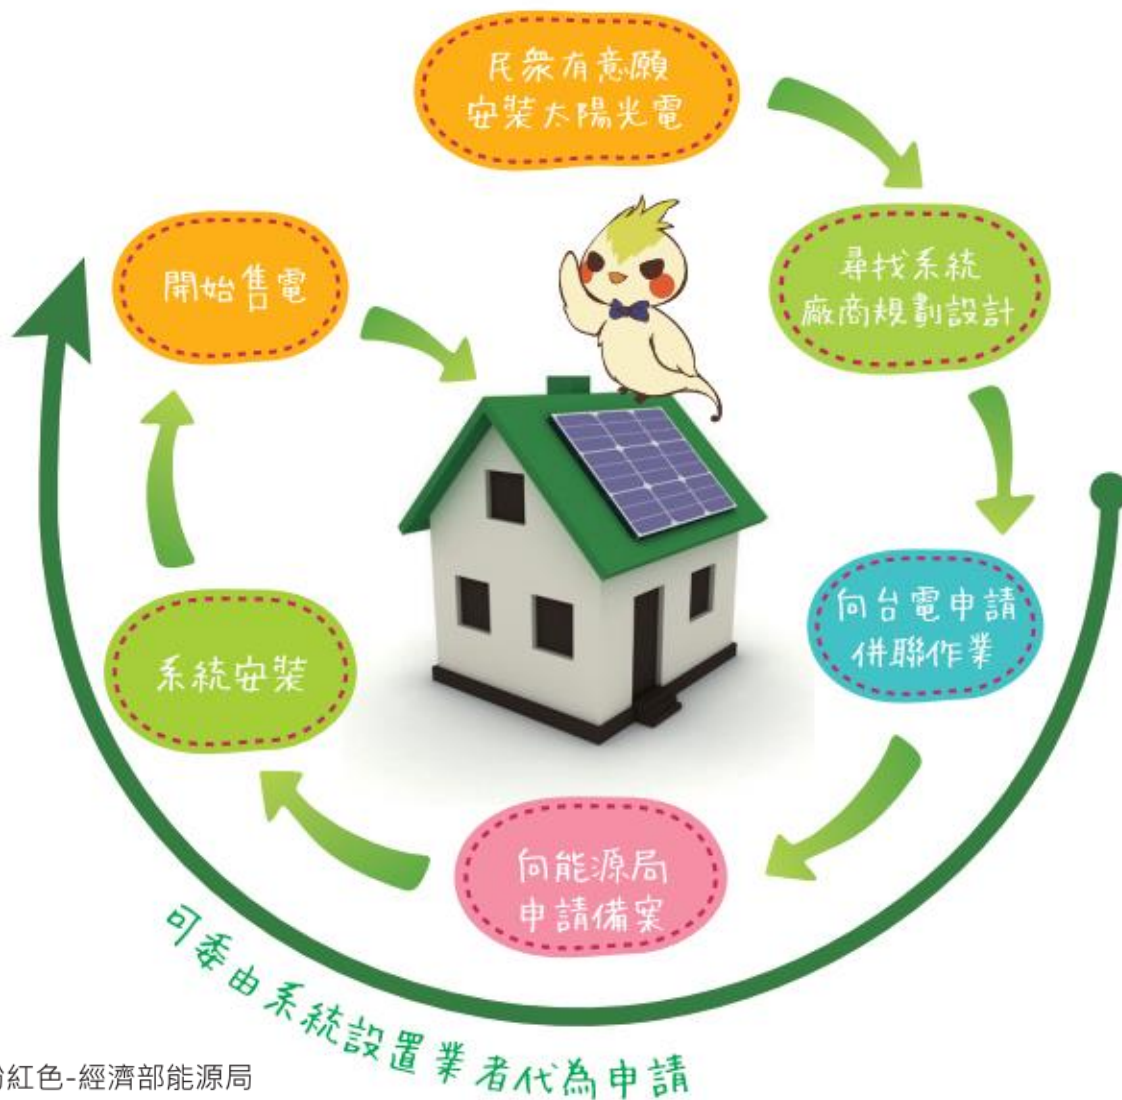 民衆有意願
安裝太陽光電
尋找系統
廠商規劃設計
向台電申請
併聯作業
向能源局
申請備案
系統安裝
開始售電
可委由系統設置業者代為申請
紅色-經濟部能源局